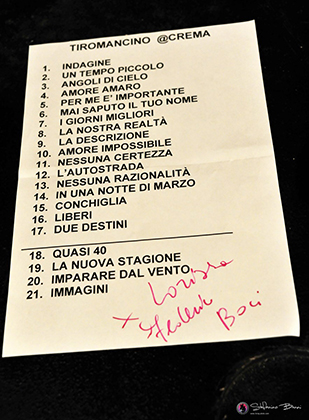 TIROMANCINO @CREMA
1. INDAGINE
2. UN TEMPO PICCOLO
3. ANGOLI DI CIELO
4. AMORE AMARO
5. PER ME E' IMPORTANTE
6. MAI SAPUTO IL TUO NOME
7. I GIORNI MIGLIORI
8. LA NOSTRA REALTÀ
9. LA DESCRIZIONE
10. AMORE IMPOSSIBILE
11. NESSUNA CERTEZZA
12. L'AUTOSTRADA
13. NESSUNA RAZIONALITÀ
14. IN UNA NOTTE DI MARZO
15. CONCHIGLIA
16. LIBERI
17. DUE DESTINI
18. QUASI 40
19. LA NUOVA STAGIONE
20. IMPARARE DAL VENTO
21. IMMAGINI
x
Baci